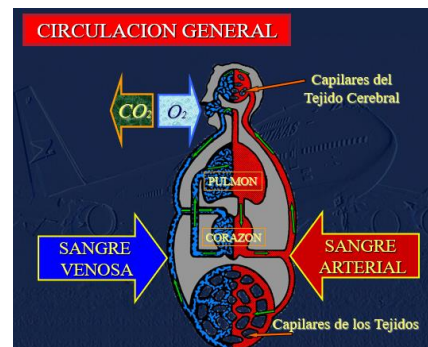 CIRCULACION GENERAL
Capilares del
Tejido Cerebral
CO2
O2
PULMON
CORAZON
SANGRE
VENOSA
SANGRE
ARTERIAL
Capilares de los Tejidos